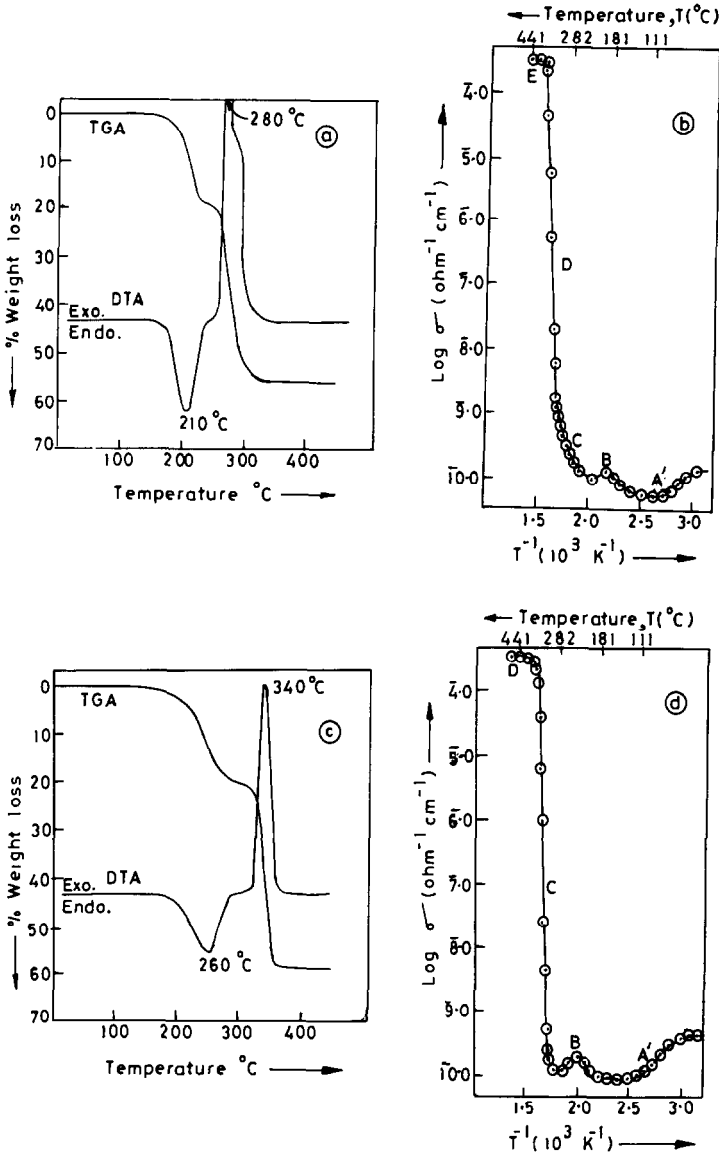 0
10
20
30
40
50
60
70
TGA
280 °C
a
DTA
Exo.
Endo.
210 °C
100 200 300 400
% Weight loss
Temperature °C
Temperature, T(°C)
441 282 181 111
b
E
D
C
B
A'
4̄·0
5̄·0
6̄·0
7̄·0
8̄·0
9̄·0
1̄0·0
Log σ (ohm⁻¹ cm⁻¹)
1.5 2.0 2.5 3.0
T⁻¹ (10³ K⁻¹)
0
10
20
30
40
50
60
70
TGA
340 °C
c
Exo. DTA
Endo.
260 °C
100 200 300 400
% Weight loss
Temperature °C
Temperature, T(°C)
441 282 181 111
d
D
C
B
A'
4̄·0
5̄·0
6̄·0
7̄·0
8̄·0
9̄·0
1̄0·0
Log σ (ohm⁻¹ cm⁻¹)
1.5 2.0 2.5 3.0
T⁻¹ (10³ K⁻¹)